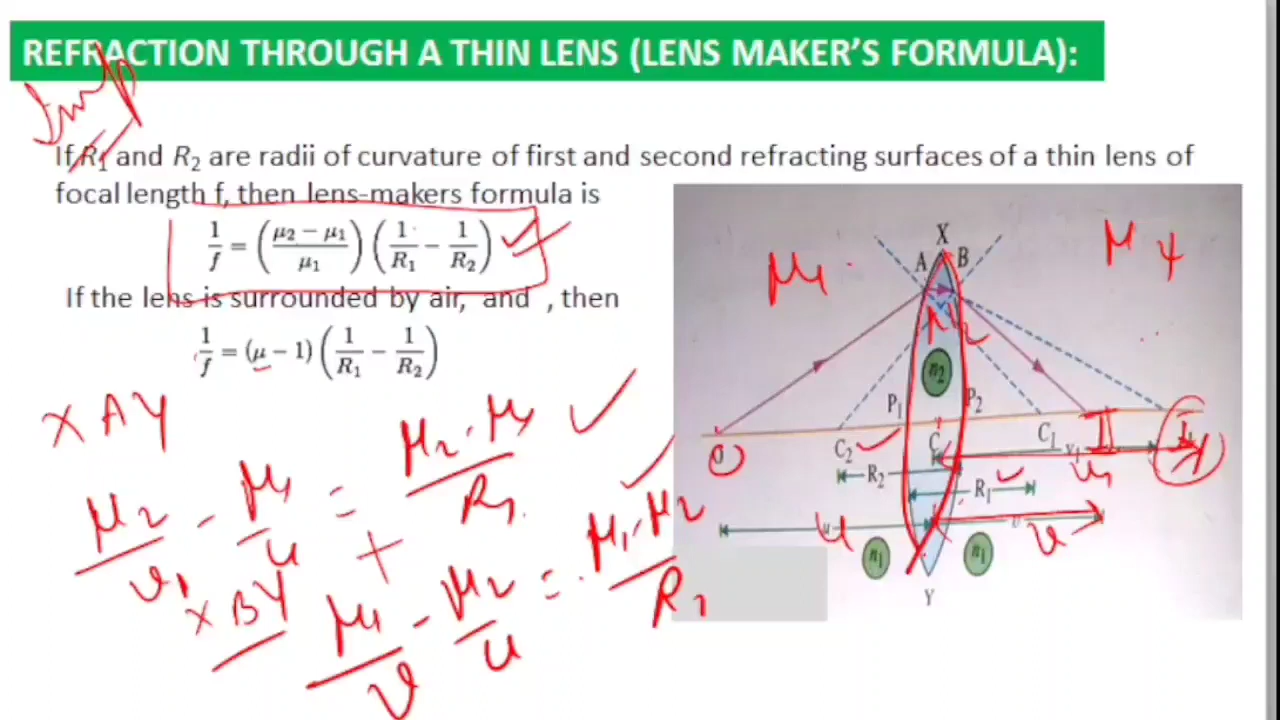 REFRACTION THROUGH A THIN LENS (LENS MAKER'S FORMULA):
Imp
If R₁ and R₂ are radii of curvature of first and second refracting surfaces of a thin lens of
focal length f, then lens-makers formula is
1/f = ((μ₂ − μ₁)/μ₁) (1/R₁ − 1/R₂)
If the lens is surrounded by air, and , then
1/f = (μ − 1) (1/R₁ − 1/R₂)
XAY
μ₂/v₁ - μ₁/u = μ₂-μ₁/R₁
+
XBY
μ₁/v - μ₂/u = μ₁-μ₂/R₂
X
A B
μ₁
μ₁
μ₂
n₂
P₁ P₂
O C₂ C C₁ I I₁
R₂ v₁ v₁
R₁
u u v v
n₁ n₁
Y